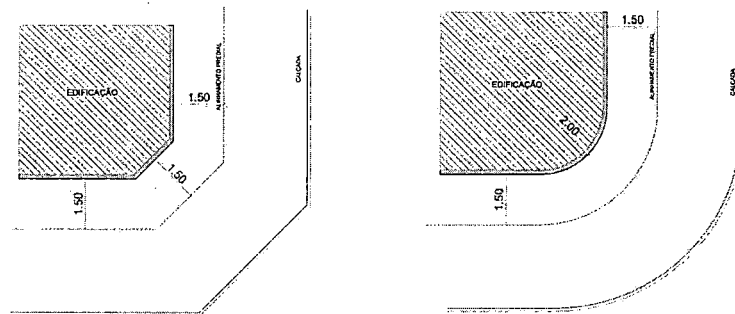 EDIFICAÇÃO
1.50
ALINHAMENTO PREDIAL
CALÇADA
1.50
1.50
EDIFICAÇÃO
1.50
ALINHAMENTO PREDIAL
CALÇADA
2.00
1.50